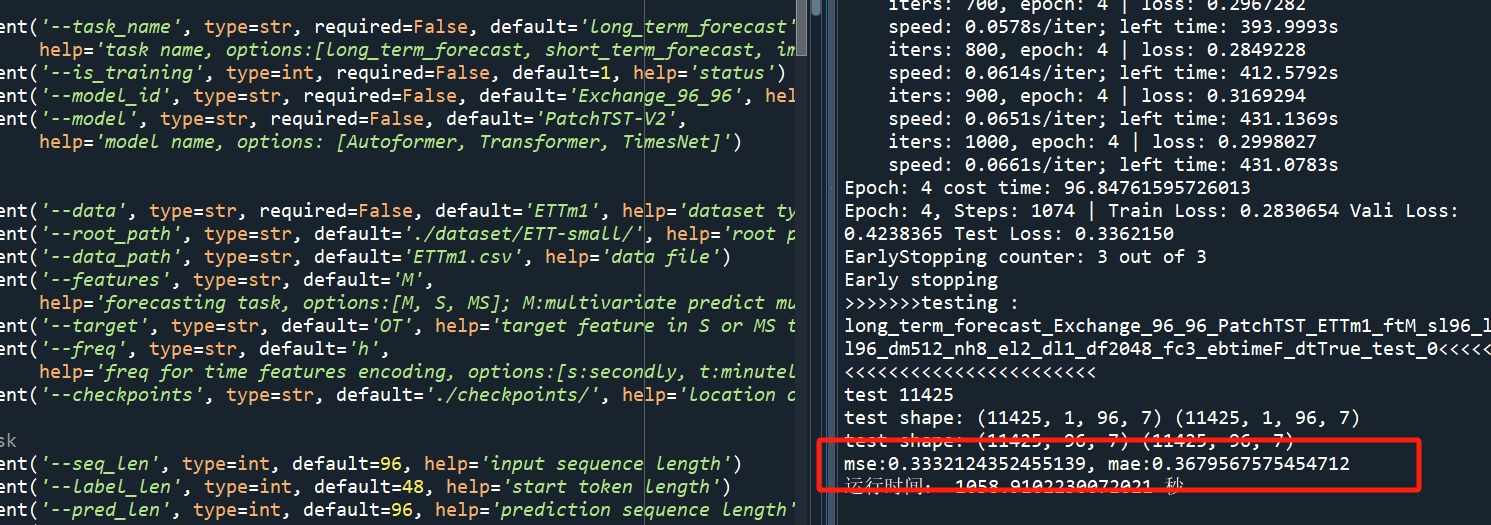 ent('--task_name', type=str, required=False, default='long_term_forecast'
help='task name, options:[long_term_forecast, short_term_forecast, im
ent('--is_training', type=int, required=False, default=1, help='status')
ent('--model_id', type=str, required=False, default='Exchange_96_96', hel
ent('--model', type=str, required=False, default='PatchTST-V2',
help='model name, options: [Autoformer, Transformer, TimesNet]')
ent('--data', type=str, required=False, default='ETTm1', help='dataset ty
ent('--root_path', type=str, default='./dataset/ETT-small/', help='root p
ent('--data_path', type=str, default='ETTm1.csv', help='data file')
ent('--features', type=str, default='M',
help='forecasting task, options:[M, S, MS]; M:multivariate predict mu
ent('--target', type=str, default='OT', help='target feature in S or MS t
ent('--freq', type=str, default='h',
help='freq for time features encoding, options:[s:secondly, t:minutel
ent('--checkpoints', type=str, default='./checkpoints/', help='location o
sk
ent('--seq_len', type=int, default=96, help='input sequence length')
ent('--label_len', type=int, default=48, help='start token length')
ent('--pred_len', type=int, default=96, help='prediction sequence length'
iters: 700, epoch: 4 | loss: 0.2967282
speed: 0.0578s/iter; left time: 393.9993s
iters: 800, epoch: 4 | loss: 0.2849228
speed: 0.0614s/iter; left time: 412.5792s
iters: 900, epoch: 4 | loss: 0.3169294
speed: 0.0651s/iter; left time: 431.1369s
iters: 1000, epoch: 4 | loss: 0.2998027
speed: 0.0661s/iter; left time: 431.0783s
Epoch: 4 cost time: 96.84761595726013
Epoch: 4, Steps: 1074 | Train Loss: 0.2830654 Vali Loss:
0.4238365 Test Loss: 0.3362150
EarlyStopping counter: 3 out of 3
Early stopping
>>>>>>>testing :
long_term_forecast_Exchange_96_96_PatchTST_ETTm1_ftM_sl96_l
l96_dm512_nh8_el2_dl1_df2048_fc3_ebtimeF_dtTrue_test_0<<<<<
<<<<<<<<<<<<<<<<<<<<<<<
test 11425
test shape: (11425, 1, 96, 7) (11425, 1, 96, 7)
test shape: (11425, 96, 7) (11425, 96, 7)
mse:0.3332124352455139, mae:0.3679567575454712
运行时间: 1058.9102230072021 秒